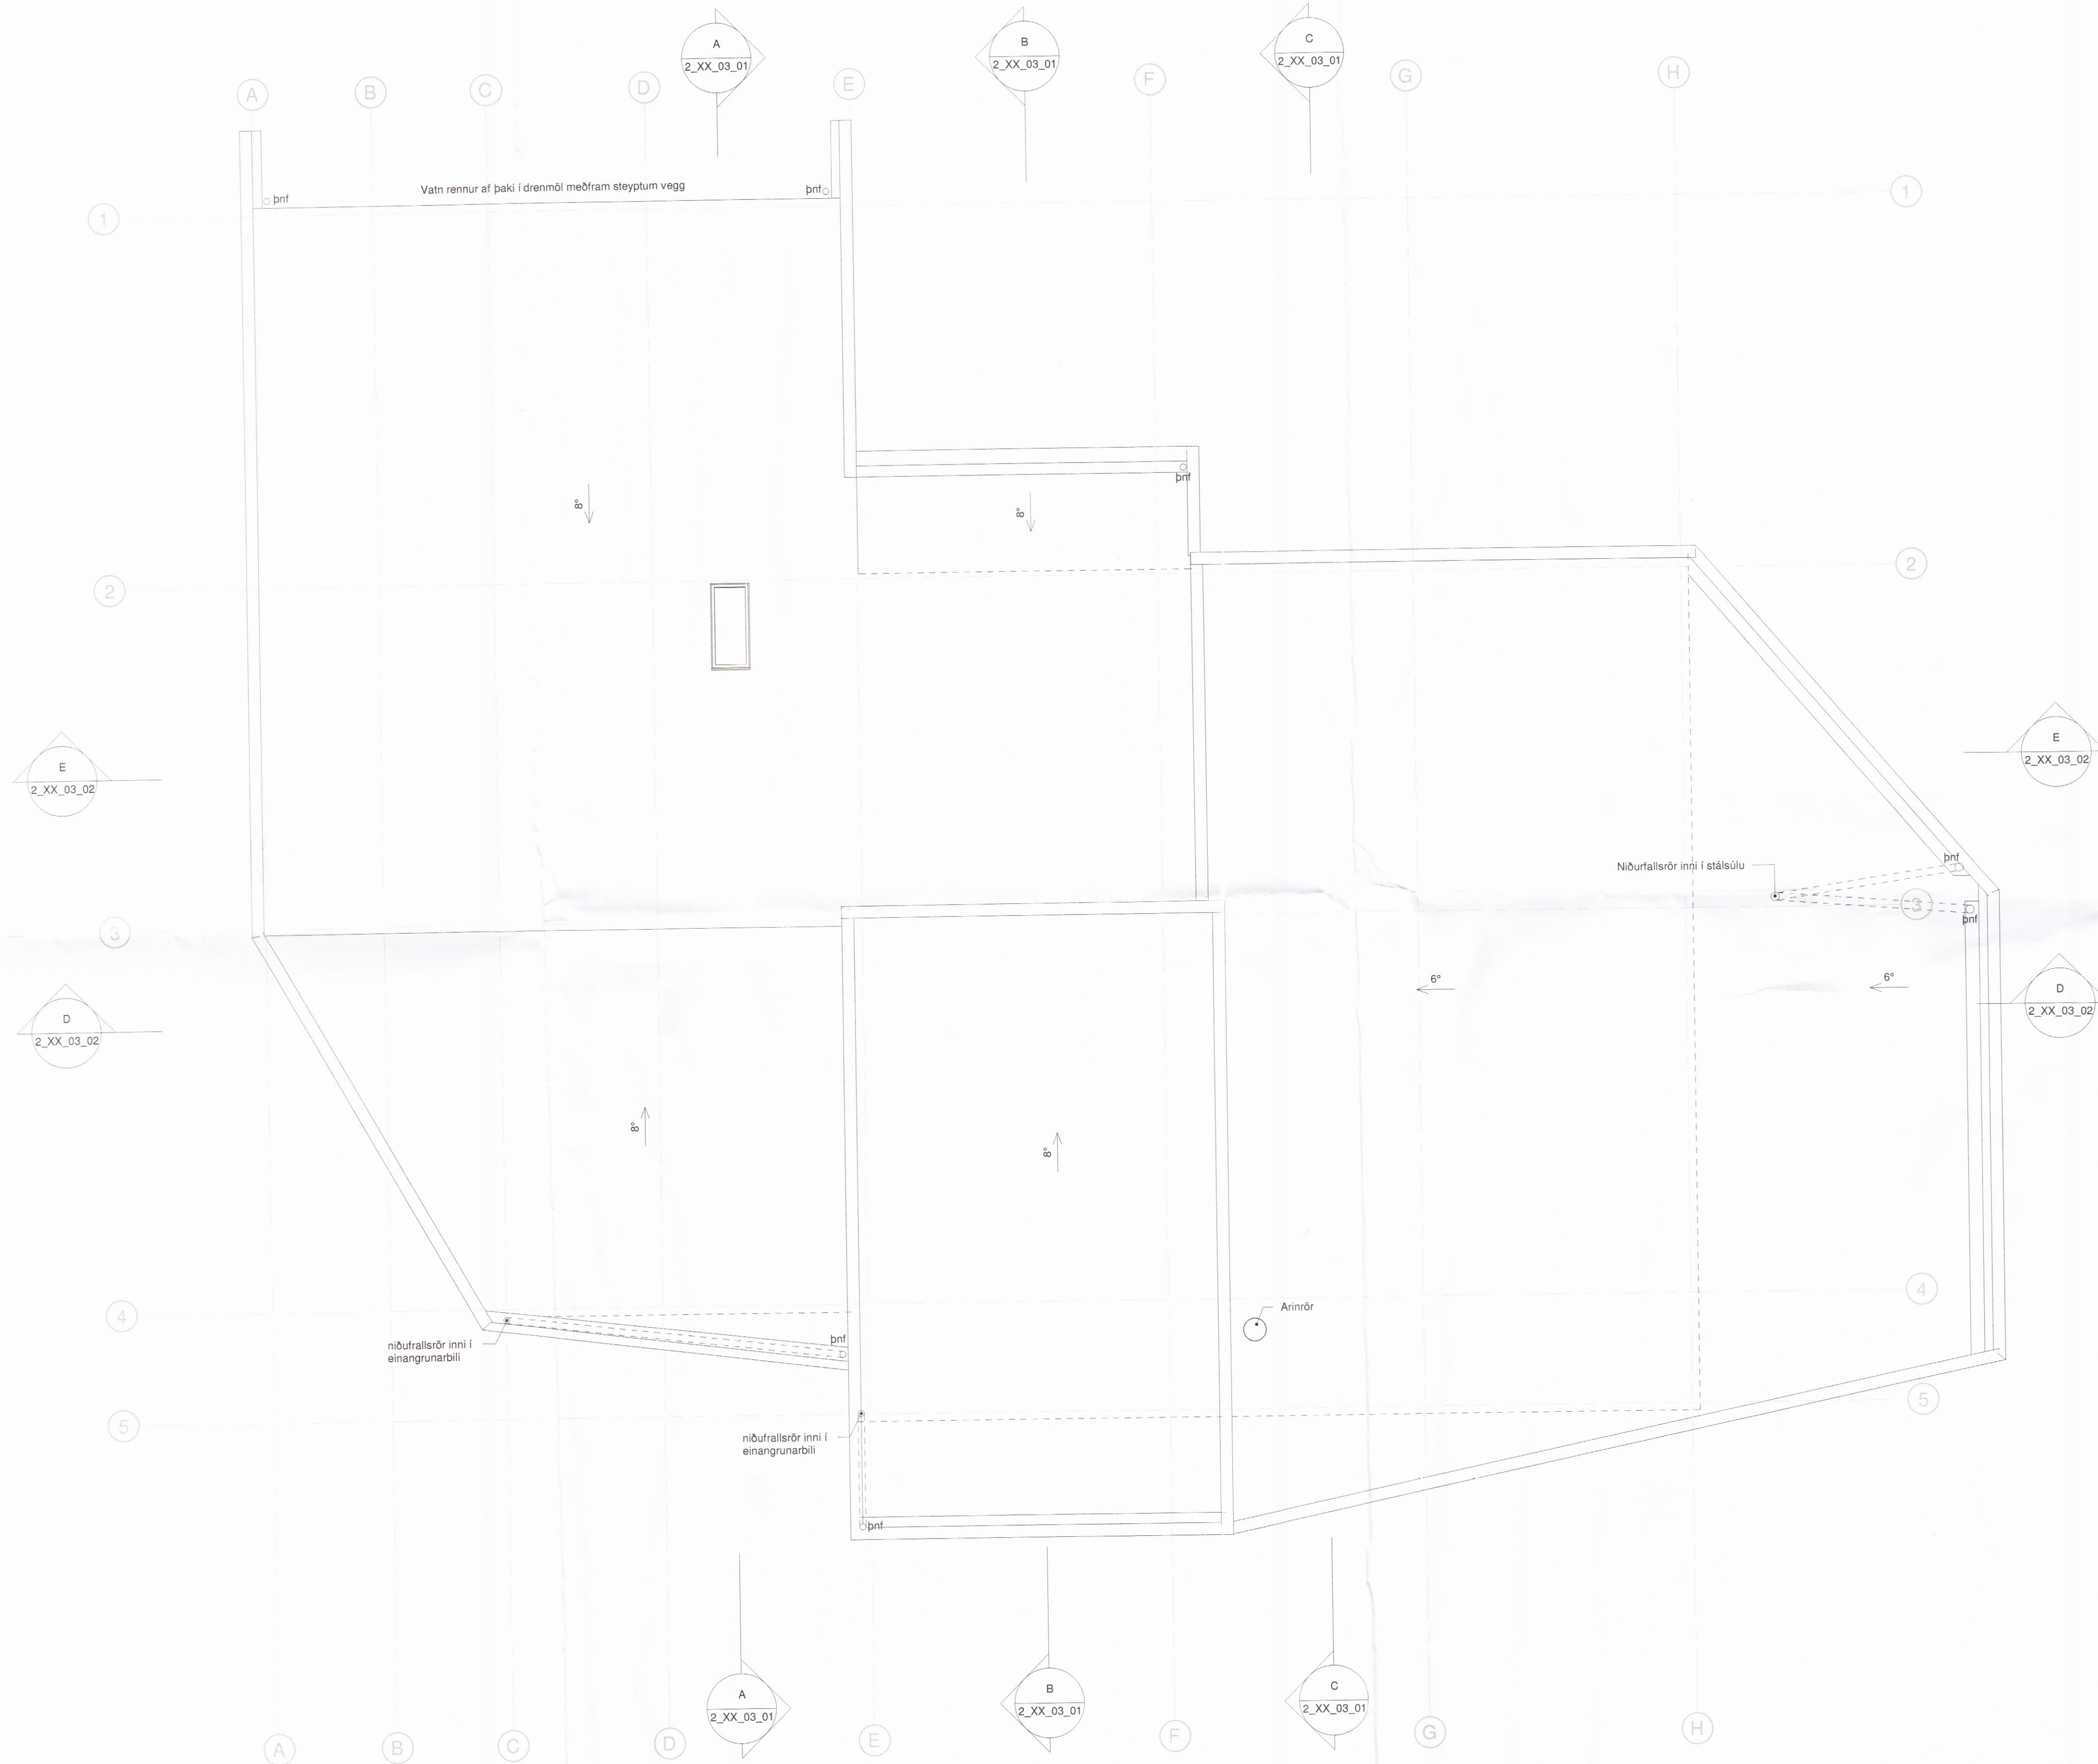 A
2_XX_03_01
B
2_XX_03_01
C
2_XX_03_01
A
B
C
D
E
F
G
H
Vatn rennur af þaki í drenmöl meðfram steyptum vegg
þnf
þnf
1
1
þnf
8°
8°
2
2
E
2_XX_03_02
E
2_XX_03_02
Niðurfallsrör inni í stálsúlu
þnf
3
3
þnf
6°
6°
D
2_XX_03_02
D
2_XX_03_02
8°
8°
4
4
Arinrör
niðufrallsrör inni í
einangrunarbili
þnf
5
5
niðufrallsrör inni í
einangrunarbili
þnf
A
2_XX_03_01
B
2_XX_03_01
C
2_XX_03_01
A
B
C
D
E
F
G
H